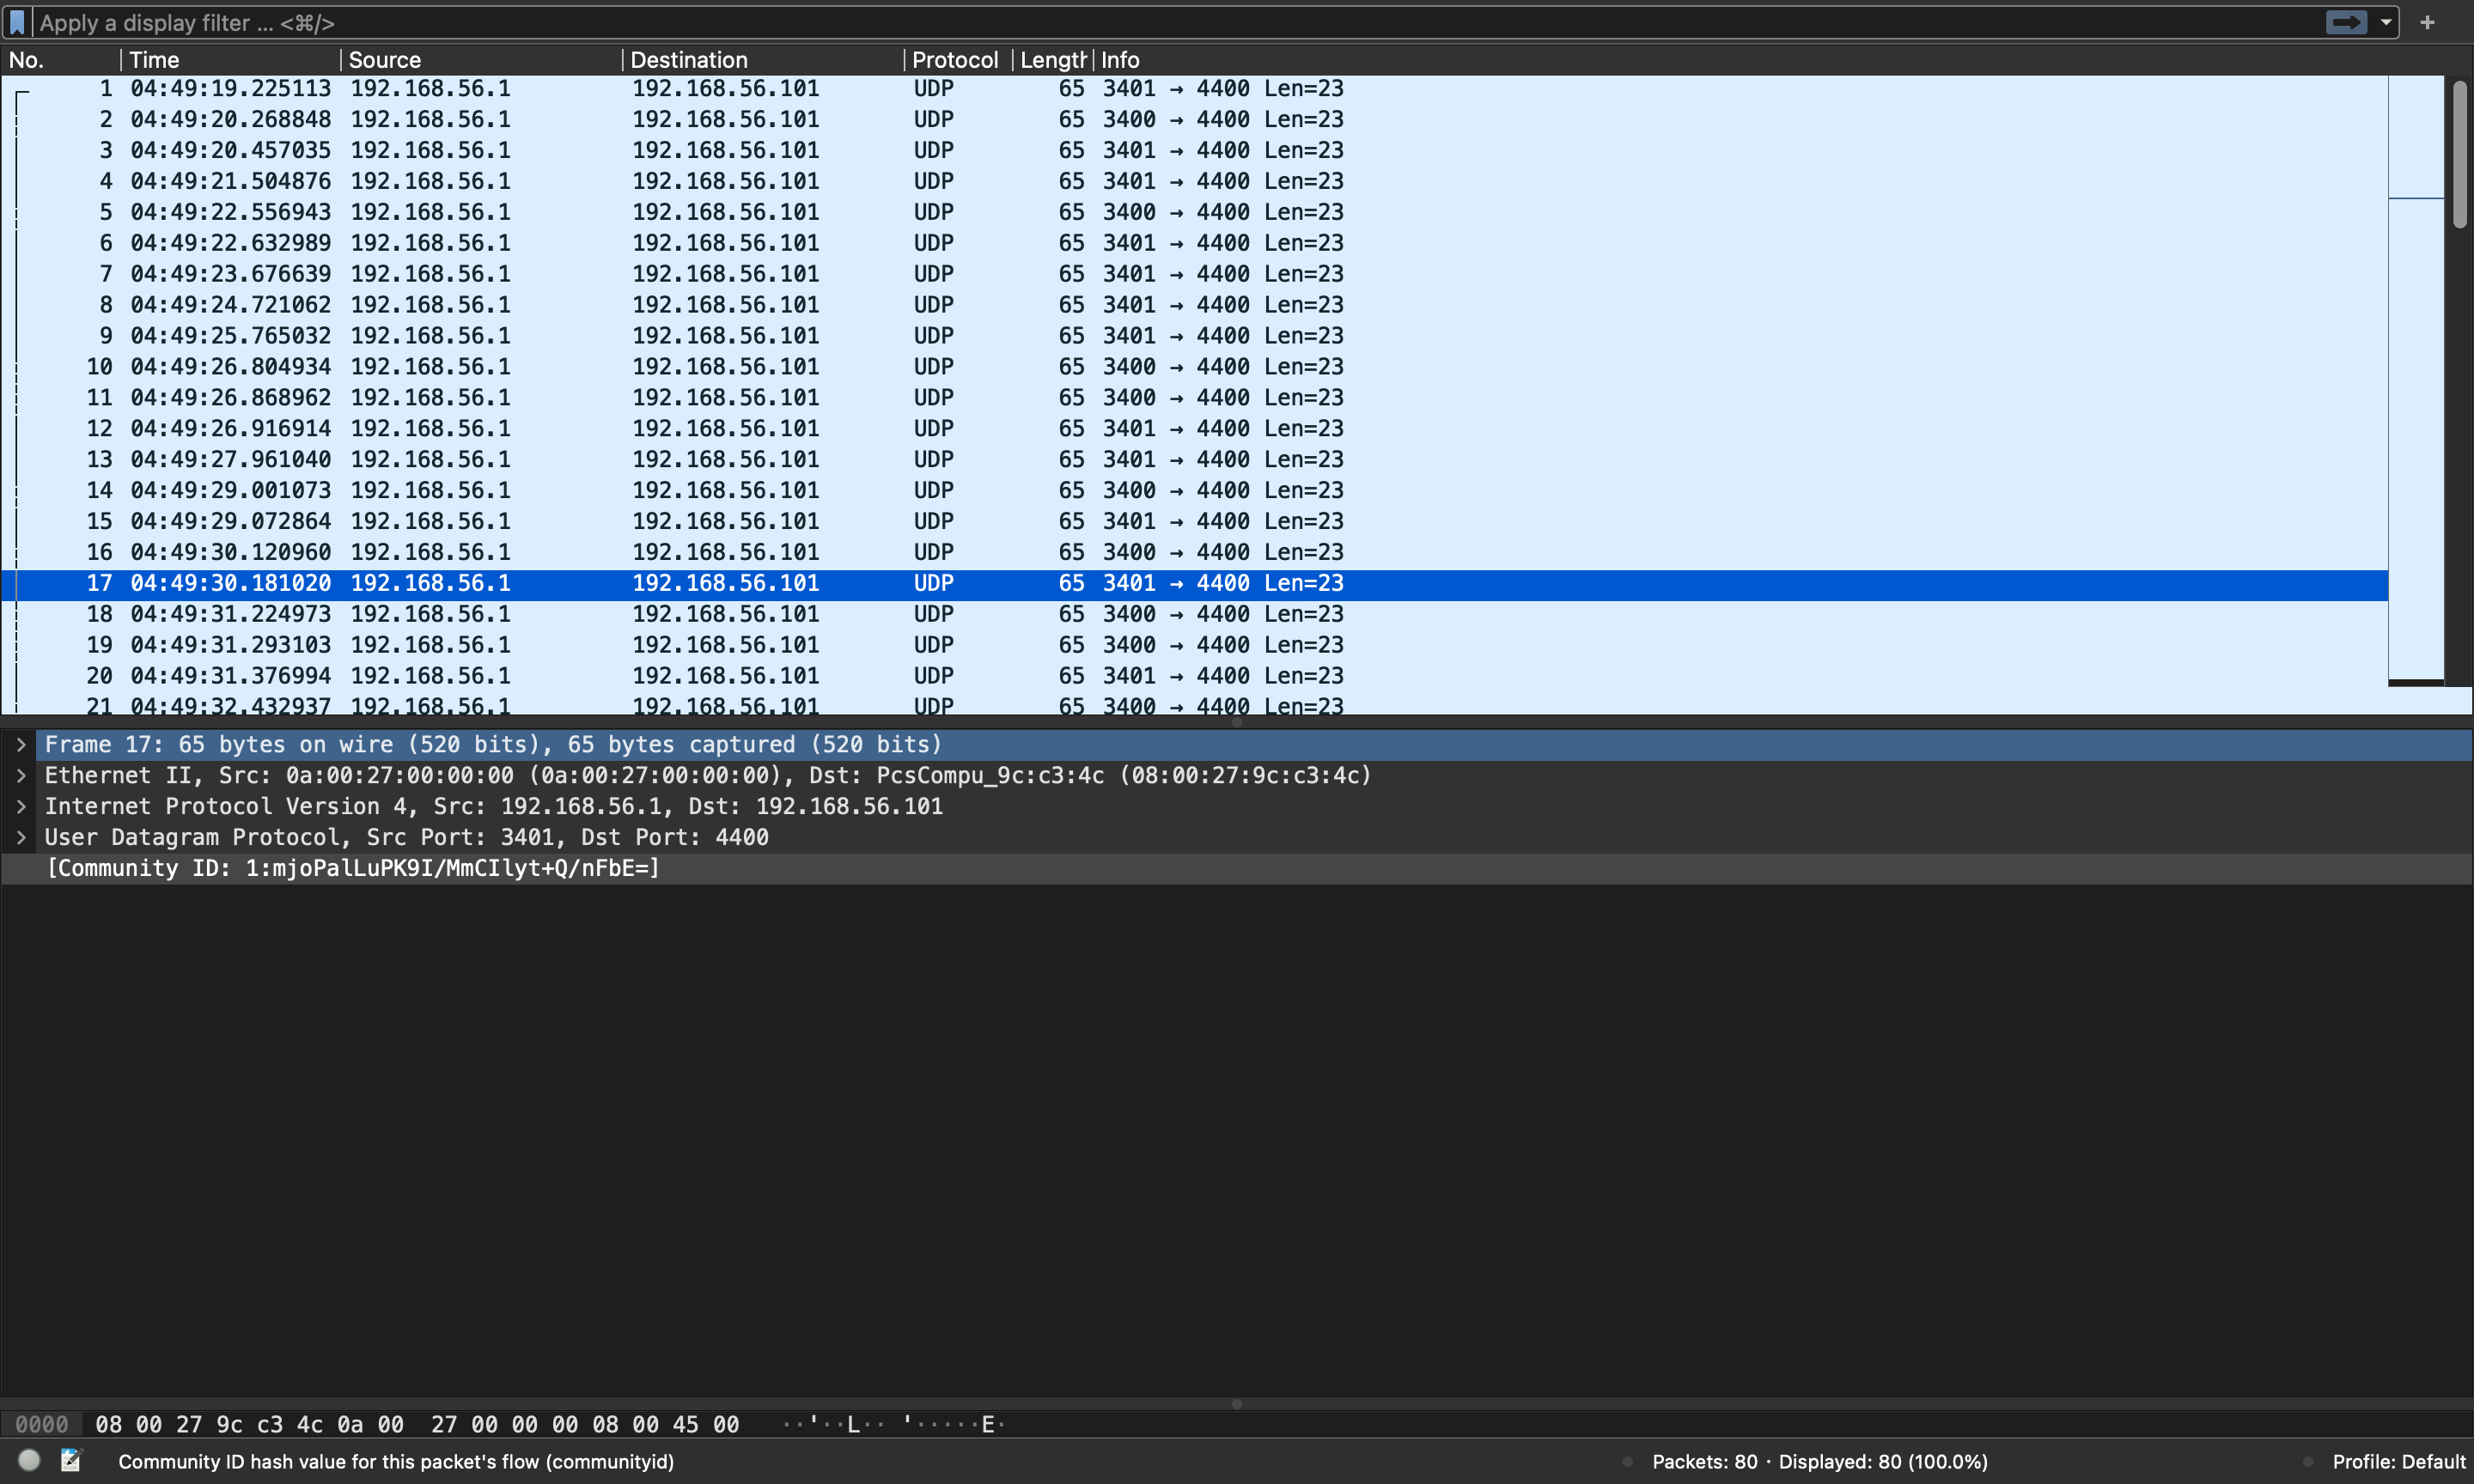 Apply a display filter … <⌘/>
No. Time Source Destination Protocol Length Info
1 04:49:19.225113 192.168.56.1 192.168.56.101 UDP 65 3401 → 4400 Len=23
2 04:49:20.268848 192.168.56.1 192.168.56.101 UDP 65 3400 → 4400 Len=23
3 04:49:20.457035 192.168.56.1 192.168.56.101 UDP 65 3401 → 4400 Len=23
4 04:49:21.504876 192.168.56.1 192.168.56.101 UDP 65 3401 → 4400 Len=23
5 04:49:22.556943 192.168.56.1 192.168.56.101 UDP 65 3400 → 4400 Len=23
6 04:49:22.632989 192.168.56.1 192.168.56.101 UDP 65 3401 → 4400 Len=23
7 04:49:23.676639 192.168.56.1 192.168.56.101 UDP 65 3401 → 4400 Len=23
8 04:49:24.721062 192.168.56.1 192.168.56.101 UDP 65 3401 → 4400 Len=23
9 04:49:25.765032 192.168.56.1 192.168.56.101 UDP 65 3401 → 4400 Len=23
10 04:49:26.804934 192.168.56.1 192.168.56.101 UDP 65 3400 → 4400 Len=23
11 04:49:26.868962 192.168.56.1 192.168.56.101 UDP 65 3400 → 4400 Len=23
12 04:49:26.916914 192.168.56.1 192.168.56.101 UDP 65 3401 → 4400 Len=23
13 04:49:27.961040 192.168.56.1 192.168.56.101 UDP 65 3401 → 4400 Len=23
14 04:49:29.001073 192.168.56.1 192.168.56.101 UDP 65 3400 → 4400 Len=23
15 04:49:29.072864 192.168.56.1 192.168.56.101 UDP 65 3401 → 4400 Len=23
16 04:49:30.120960 192.168.56.1 192.168.56.101 UDP 65 3400 → 4400 Len=23
17 04:49:30.181020 192.168.56.1 192.168.56.101 UDP 65 3401 → 4400 Len=23
18 04:49:31.224973 192.168.56.1 192.168.56.101 UDP 65 3400 → 4400 Len=23
19 04:49:31.293103 192.168.56.1 192.168.56.101 UDP 65 3400 → 4400 Len=23
20 04:49:31.376994 192.168.56.1 192.168.56.101 UDP 65 3401 → 4400 Len=23
21 04:49:32.432937 192.168.56.1 192.168.56.101 UDP 65 3400 → 4400 Len=23
Frame 17: 65 bytes on wire (520 bits), 65 bytes captured (520 bits)
Ethernet II, Src: 0a:00:27:00:00:00 (0a:00:27:00:00:00), Dst: PcsCompu_9c:c3:4c (08:00:27:9c:c3:4c)
Internet Protocol Version 4, Src: 192.168.56.1, Dst: 192.168.56.101
User Datagram Protocol, Src Port: 3401, Dst Port: 4400
[Community ID: 1:mjoPalLuPK9I/MmCIlyt+Q/nFbE=]
0000 08 00 27 9c c3 4c 0a 00 27 00 00 00 08 00 45 00 ··'··L·· '·····E·
Community ID hash value for this packet's flow (communityid) Packets: 80 · Displayed: 80 (100.0%) Profile: Default